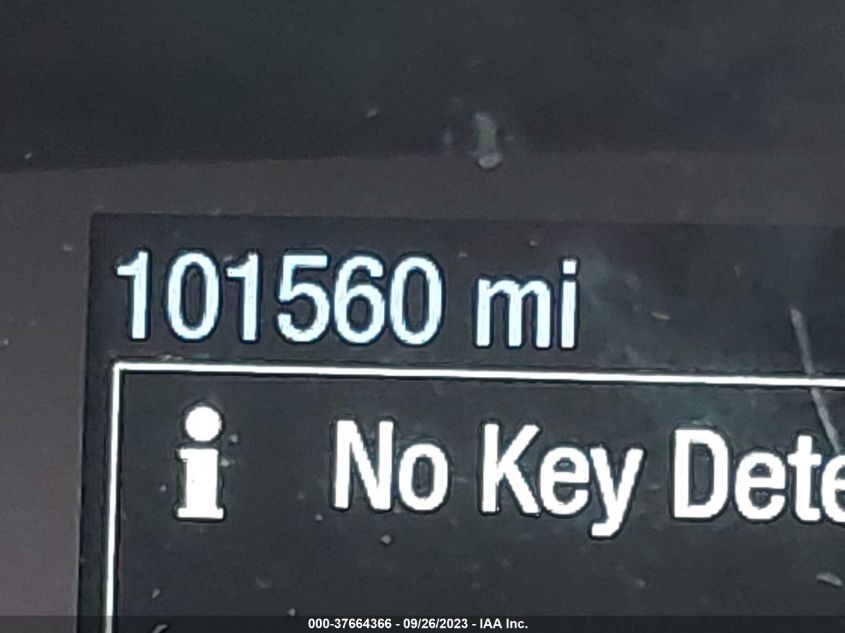 101560 mi
i No Key Dete
000-37664366 - 09/26/2023 - IAA Inc.